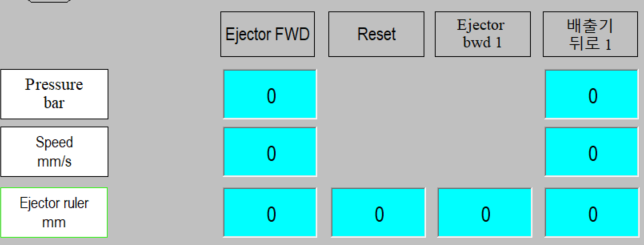 Ejector FWD
Reset
Ejector
bwd 1
배출기
뒤로 1
Pressure
bar
0
0
Speed
mm/s
0
0
Ejector ruler
mm
0
0
0
0